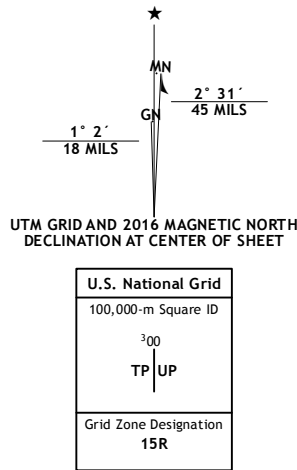 ★
MN
2° 31´
45 MILS
GN
1° 2´
18 MILS
UTM GRID AND 2016 MAGNETIC NORTH
DECLINATION AT CENTER OF SHEET
U.S. National Grid
100,000-m Square ID
³00
TP UP
Grid Zone Designation
15R